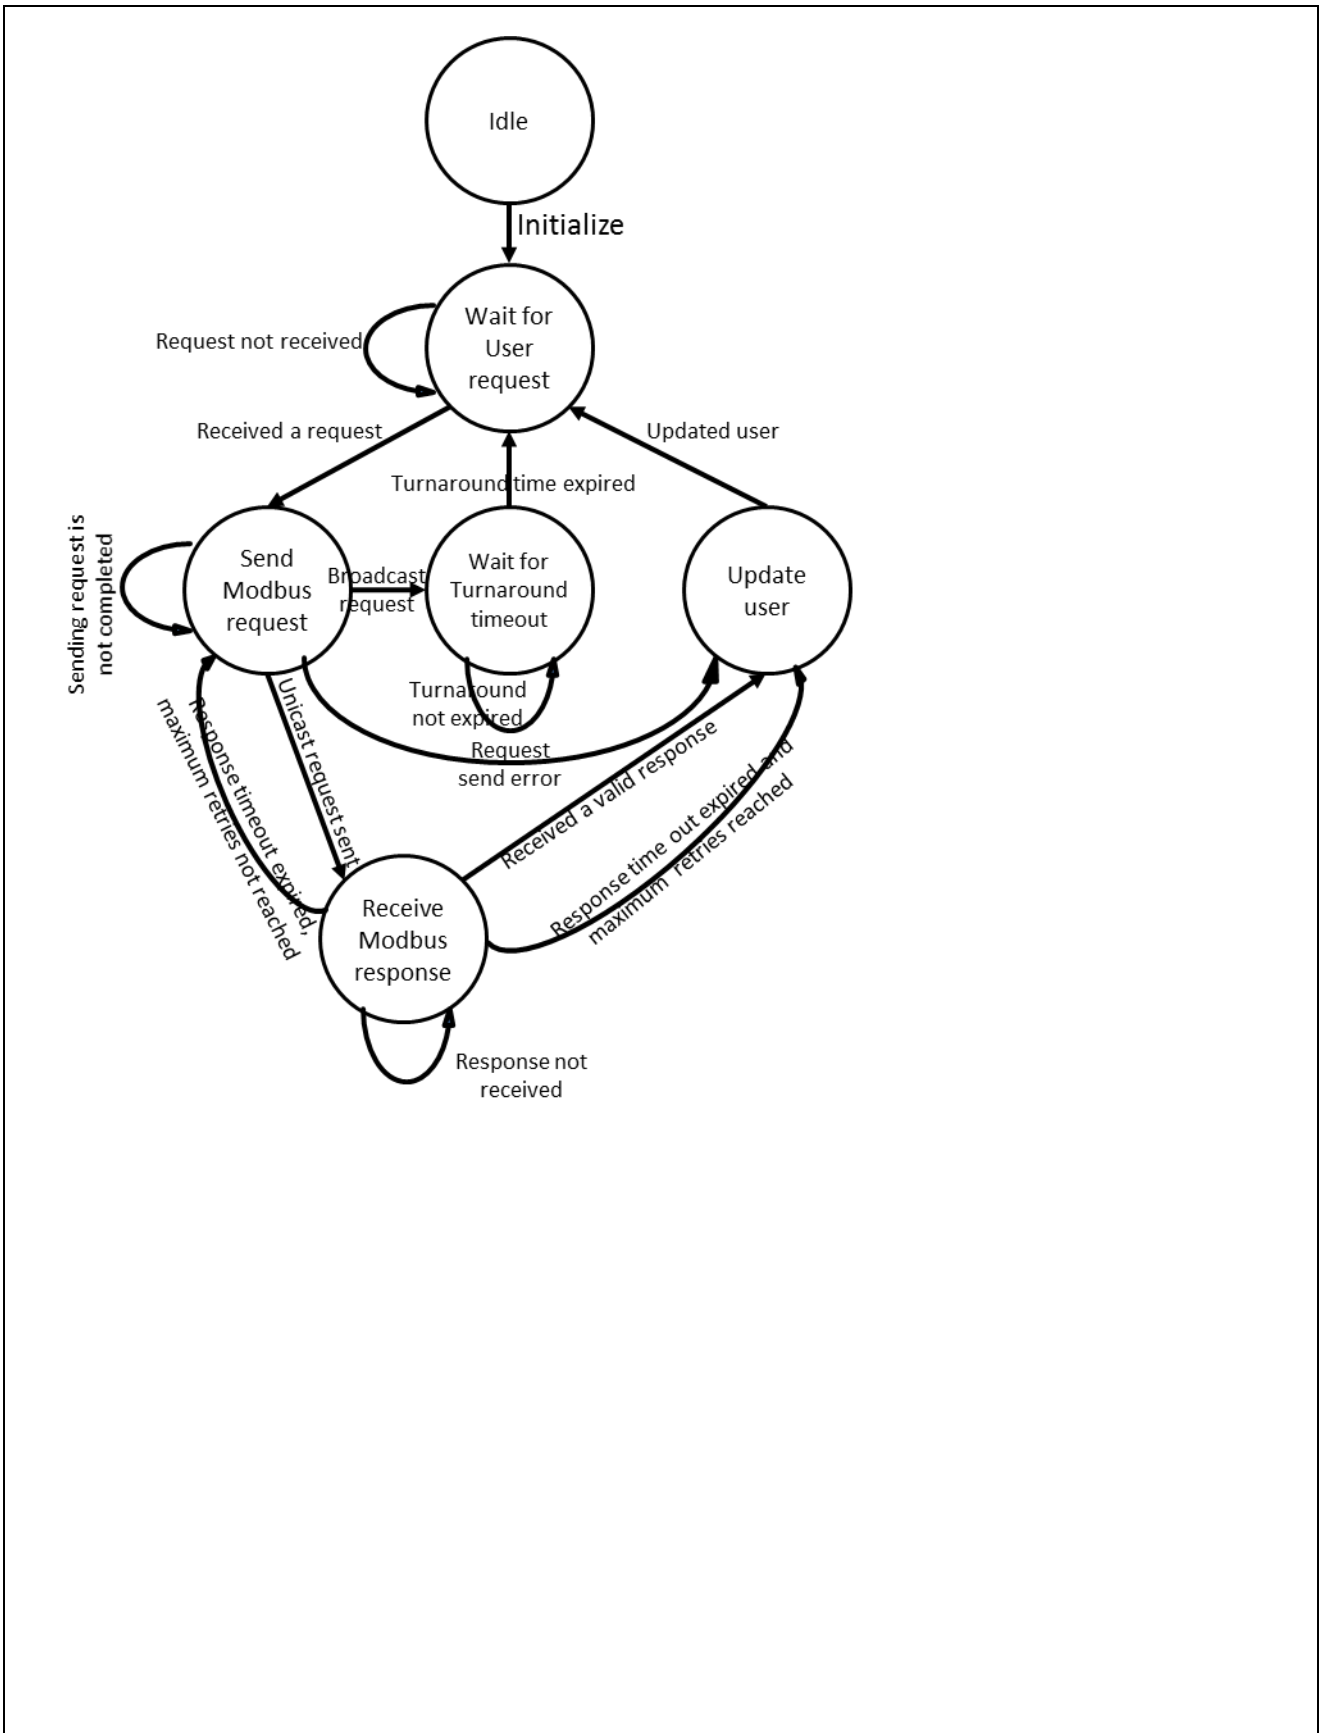 Idle
Initialize
Wait for
User
request
Request not received
Received a request
Updated user
Turnaround time expired
Sending request is
not completed
Send
Modbus
request
Broadcast
request
Wait for
Turnaround
timeout
Update
user
Turnaround
not expired
Request
send error
Unicast request sent
Response timeout expired,
maximum retries not reached
Received a valid response
Response time out expired and
maximum retries reached
Receive
Modbus
response
Response not
received